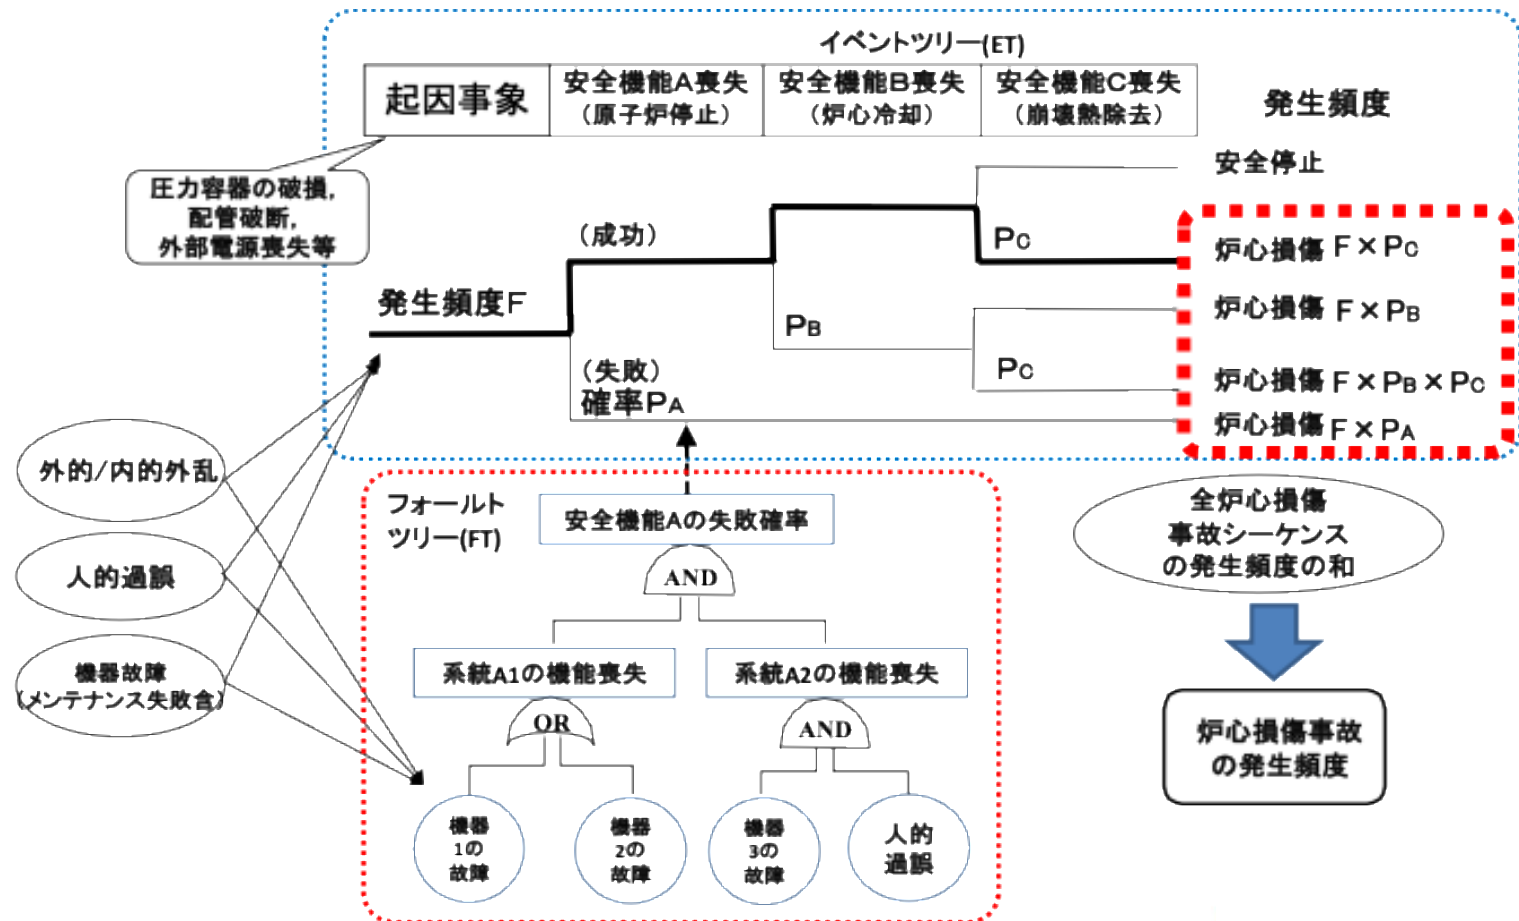 イベントツリー(ET)
起因事象
安全機能A喪失
（原子炉停止）
安全機能B喪失
（炉心冷却）
安全機能C喪失
（崩壊熱除去）
発生頻度
圧力容器の破損,
配管破断,
外部電源喪失等
安全停止
（成功）
PC
炉心損傷 F×PC
発生頻度F
PB
炉心損傷 F×PB
（失敗）
確率PA
PC
炉心損傷 F×PB×PC
炉心損傷 F×PA
外的/内的外乱
人的過誤
機器故障
(メンテナンス失敗含)
フォールト
ツリー(FT)
安全機能Aの失敗確率
AND
系統A1の機能喪失
系統A2の機能喪失
OR
AND
機器
1の
故障
機器
2の
故障
機器
3の
故障
人的
過誤
全炉心損傷
事故シーケンス
の発生頻度の和
炉心損傷事故
の発生頻度